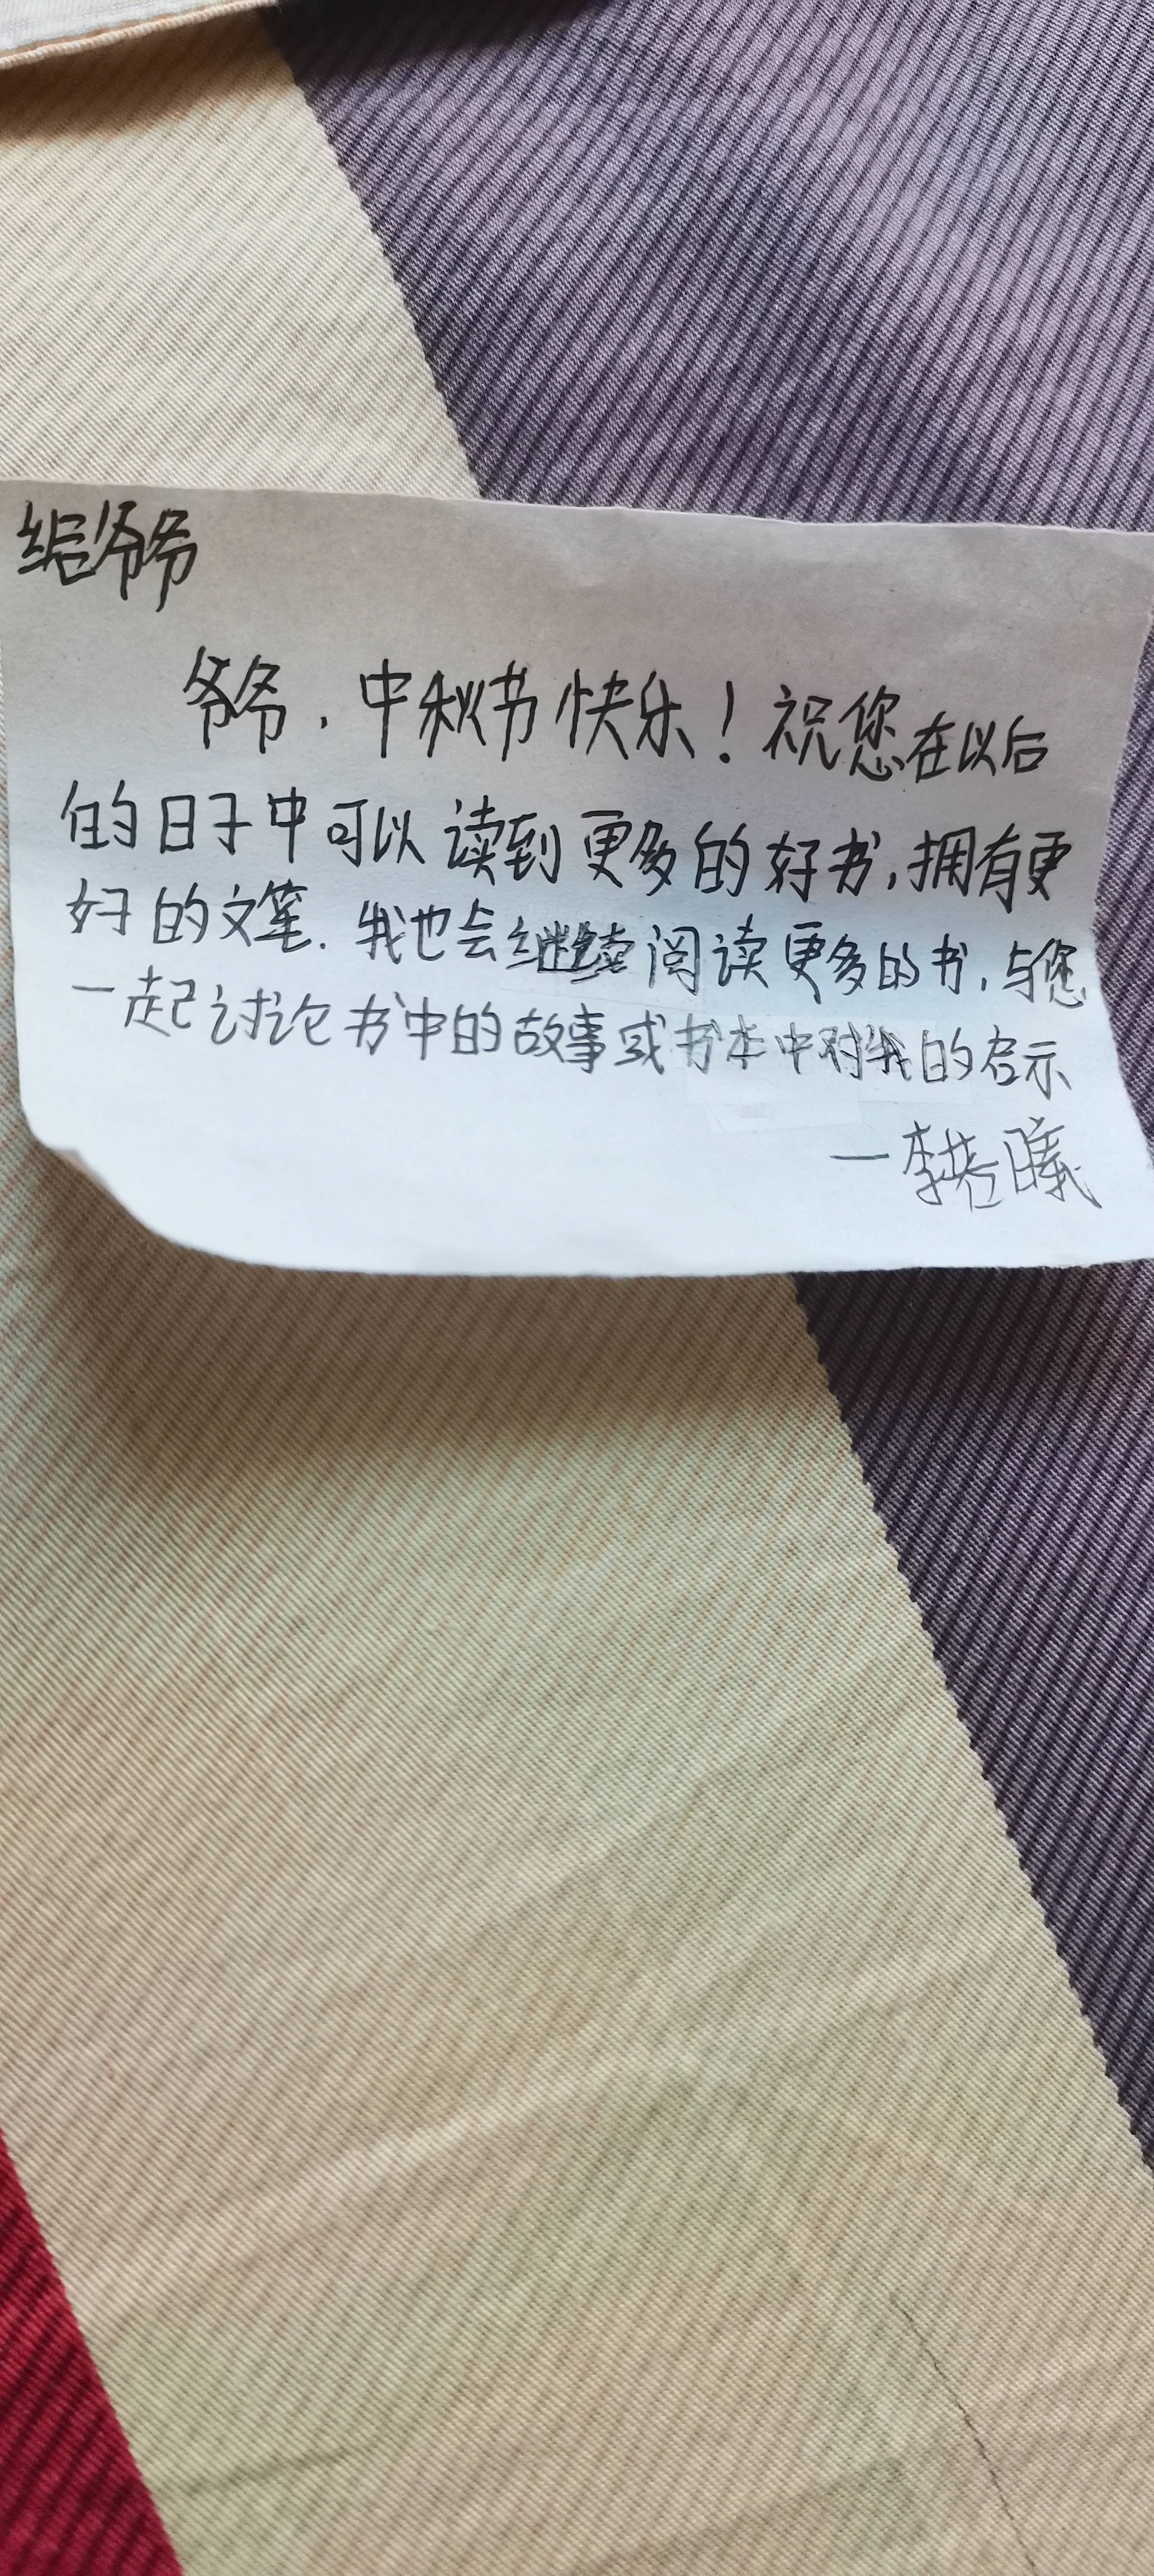 给爷爷
爷爷，中秋节快乐！祝您在以后
的日子中可以读到更多的好书，拥有更
好的文笔．我也会继续阅读更多的书，与您
一起讨论书中的故事或书本中对我的启示
—李若曦